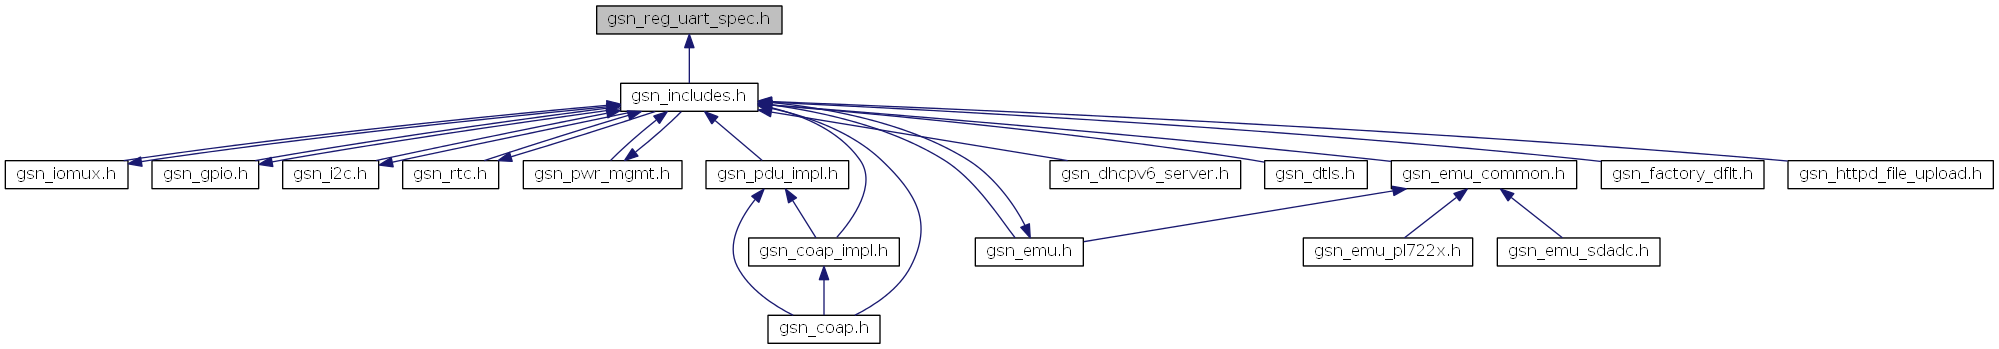 gsn_reg_uart_spec.h
gsn_includes.h
gsn_iomux.h
gsn_gpio.h
gsn_i2c.h
gsn_rtc.h
gsn_pwr_mgmt.h
gsn_pdu_impl.h
gsn_dhcpv6_server.h
gsn_dtls.h
gsn_emu_common.h
gsn_factory_dflt.h
gsn_httpd_file_upload.h
gsn_coap_impl.h
gsn_emu.h
gsn_emu_pl722x.h
gsn_emu_sdadc.h
gsn_coap.h